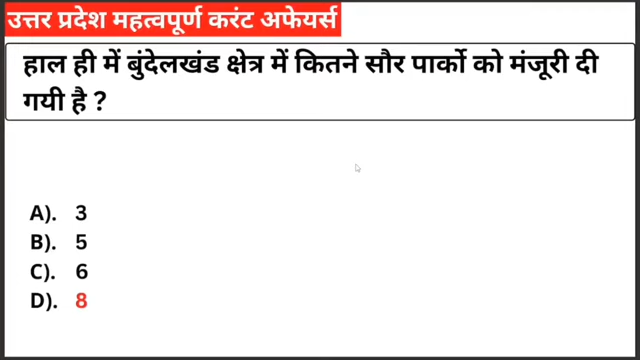 उत्तर प्रदेश महत्वपूर्ण करंट अफेयर्स
हाल ही में बुंदेलखंड क्षेत्र में कितने सौर पार्को को मंजूरी दी
गयी है ?
A). 3
B). 5
C). 6
D). 8